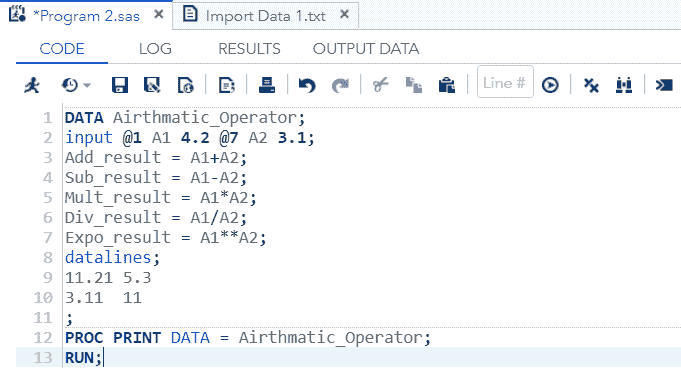 *Program 2.sas × Import Data 1.txt ×
CODE LOG RESULTS OUTPUT DATA
Line #
1 DATA Airthmatic_Operator;
2 input @1 A1 4.2 @7 A2 3.1;
3 Add_result = A1+A2;
4 Sub_result = A1-A2;
5 Mult_result = A1*A2;
6 Div_result = A1/A2;
7 Expo_result = A1**A2;
8 datalines;
9 11.21 5.3
10 3.11  11
11 ;
12 PROC PRINT DATA = Airthmatic_Operator;
13 RUN;